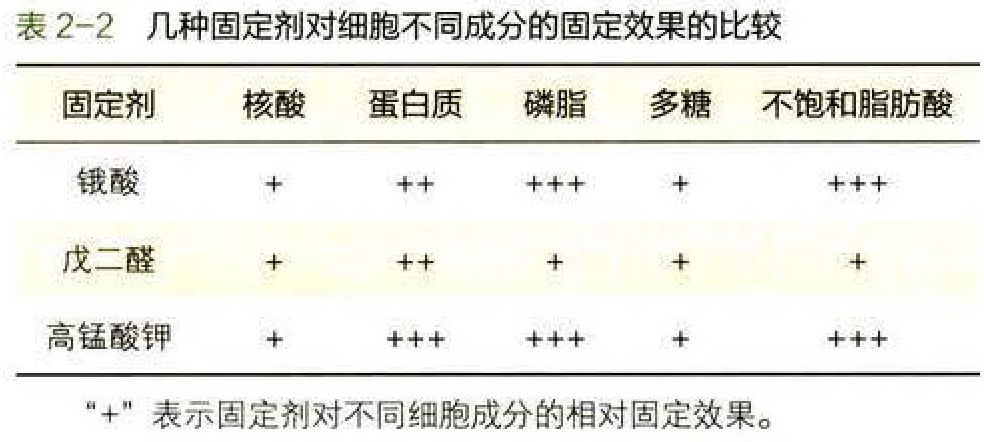 表 2-2 几种固定剂对细胞不同成分的固定效果的比较
固定剂 核酸 蛋白质 磷脂 多糖 不饱和脂肪酸
锇酸 + ++ +++ + +++
戊二醛 + ++ + + +
高锰酸钾 + +++ +++ + +++
“+”表示固定剂对不同细胞成分的相对固定效果。